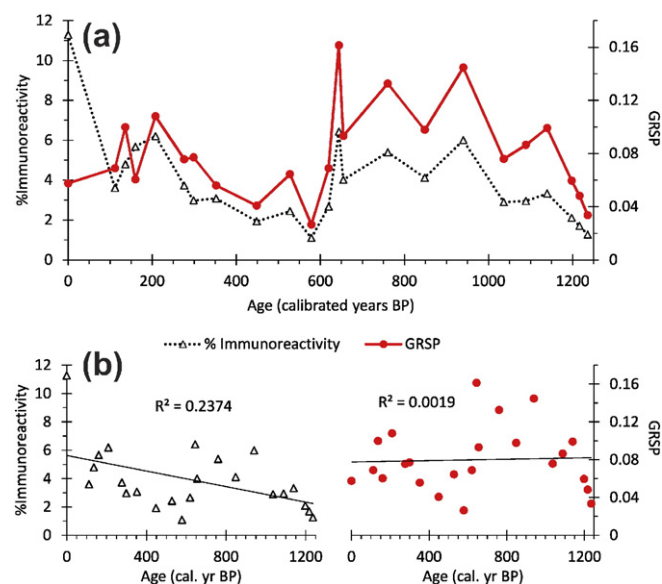 (a)
12
10
8
6
4
2
0
%Immunoreactivity
0.16
0.12
0.08
0.04
GRSP
0 200 400 600 800 1000 1200
Age (calibrated years BP)
% Immunoreactivity GRSP
(b)
12
10
8
6
4
2
0
%Immunoreactivity
R² = 0.2374
0 400 800 1200
Age (cal. yr BP)
R² = 0.0019
0.16
0.12
0.08
0.04
GRSP
0 400 800 1200
Age (cal. yr BP)